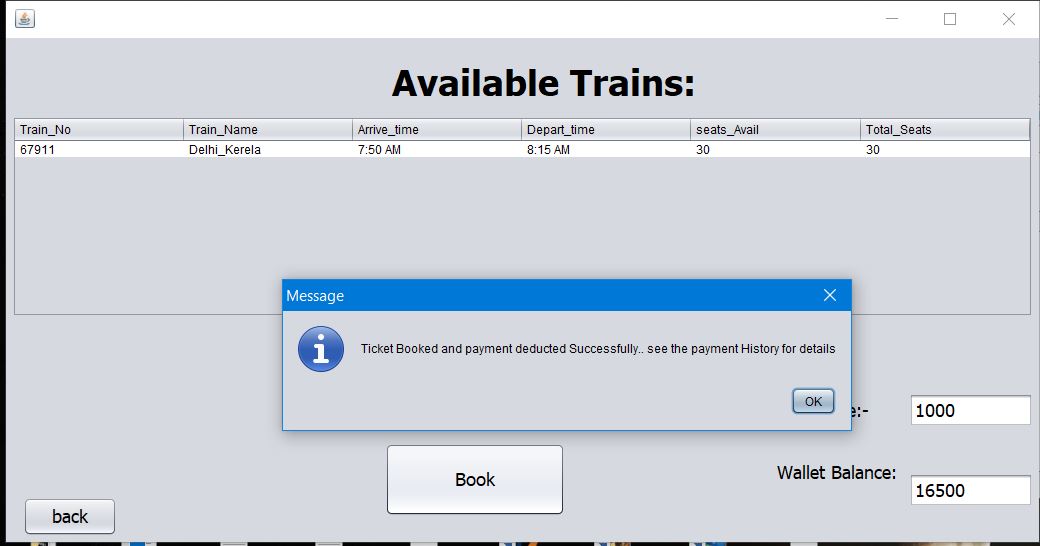 Available Trains:
Train_No Train_Name Arrive_time Depart_time seats_Avail Total_Seats
67911 Delhi_Kerela 7:50 AM 8:15 AM 30 30
Message
Ticket Booked and payment deducted Successfully.. see the payment History for details
OK
e:- 1000
Book
Wallet Balance: 16500
back